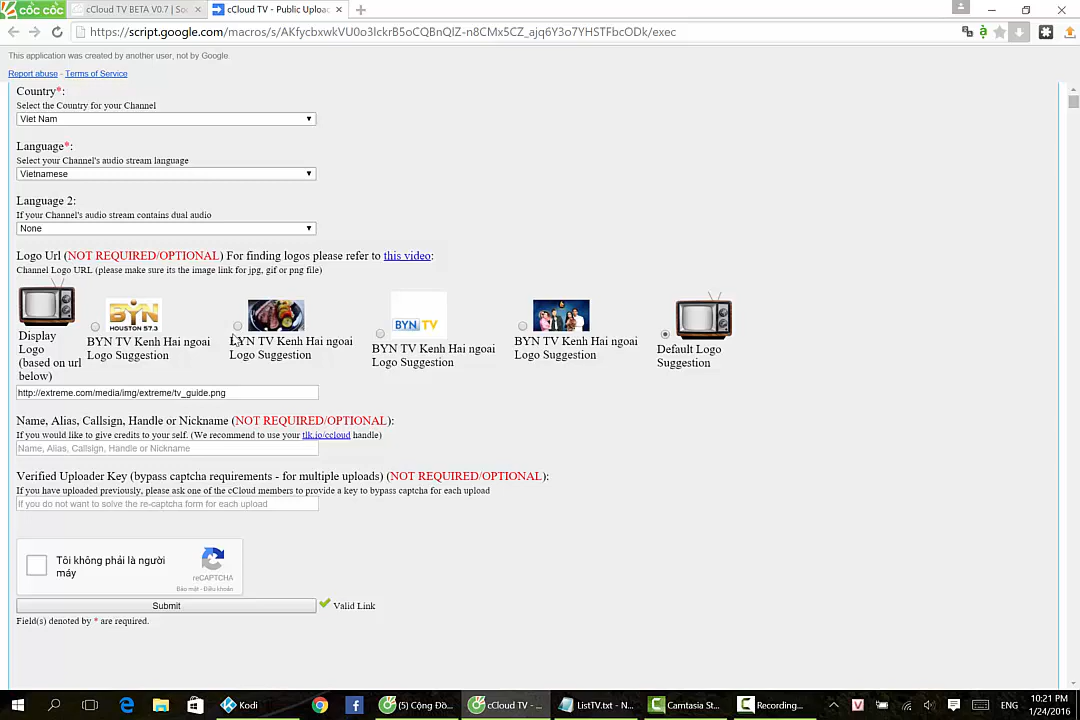 cốc cốc
cCloud TV BETA V0.7 | Soc
cCloud TV - Public Upload
https://script.google.com/macros/s/AKfycbxwkVU0o3IckrB5oCQBnQlZ-n8CMx5CZ_ajq6Y3o7YHSTFbcODk/exec
This application was created by another user, not by Google.
Report abuse - Terms of Service
Country*:
Select the Country for your Channel
Viet Nam
Language*:
Select your Channel's audio stream language
Vietnamese
Language 2:
If your Channel's audio stream contains dual audio
None
Logo Url (NOT REQUIRED/OPTIONAL) For finding logos please refer to this video:
Channel Logo URL (please make sure its the image link for jpg, gif or png file)
Display Logo (based on url below)
BYN
HOUSTON 57.3
BYN TV Kenh Hai ngoai Logo Suggestion
BYN TV Kenh Hai ngoai Logo Suggestion
BYN TV
BYN TV Kenh Hai ngoai Logo Suggestion
BYN TV Kenh Hai ngoai Logo Suggestion
Default Logo Suggestion
http://extreme.com/media/img/extreme/tv_guide.png
Name, Alias, Callsign, Handle or Nickname (NOT REQUIRED/OPTIONAL):
If you would like to give credits to your self. (We recommend to use your tlk.io/ccloud handle)
Name, Alias, Callsign, Handle or Nickname
Verified Uploader Key (bypass captcha requirements - for multiple uploads) (NOT REQUIRED/OPTIONAL):
If you have uploaded previously, please ask one of the cCloud members to provide a key to bypass captcha for each upload
If you do not want to solve the re-captcha form for each upload
Tôi không phải là người máy
reCAPTCHA
Bảo mật - Điều khoản
Submit
Valid Link
Field(s) denoted by * are required.
Kodi
(5) Cộng Đồ...
cCloud TV - ...
ListTV.txt - N...
Camtasia St...
Recording...
ENG
10:21 PM
1/24/2016